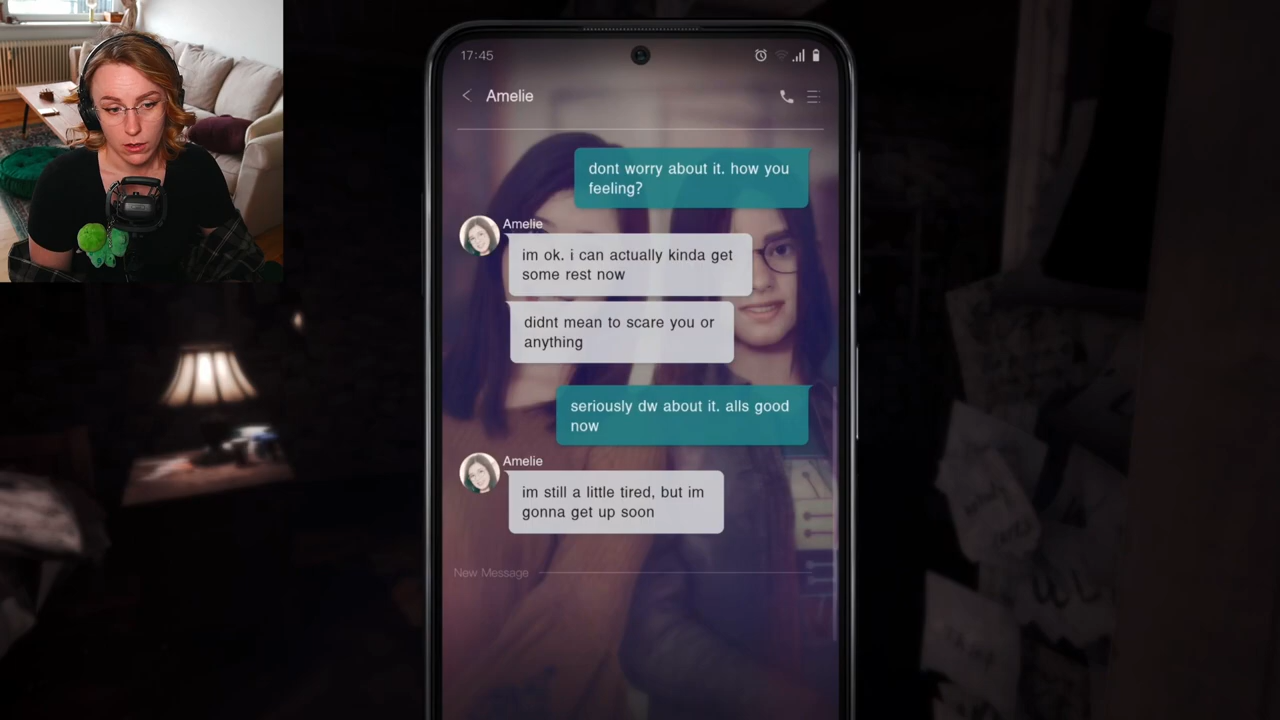 17:45
Amelie
dont worry about it. how you
feeling?
Amelie
im ok. i can actually kinda get
some rest now
didnt mean to scare you or
anything
seriously dw about it. alls good
now
Amelie
im still a little tired, but im
gonna get up soon
New Message